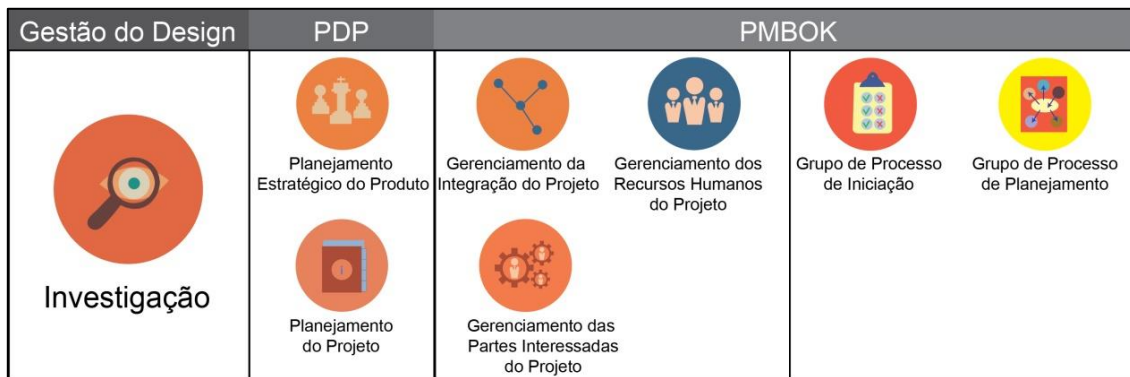 Gestão do Design
PDP
PMBOK
Investigação
Planejamento
Estratégico do Produto
Planejamento
do Projeto
Gerenciamento da
Integração do Projeto
Gerenciamento dos
Recursos Humanos
do Projeto
Gerenciamento das
Partes Interessadas
do Projeto
Grupo de Processo
de Iniciação
Grupo de Processo
de Planejamento